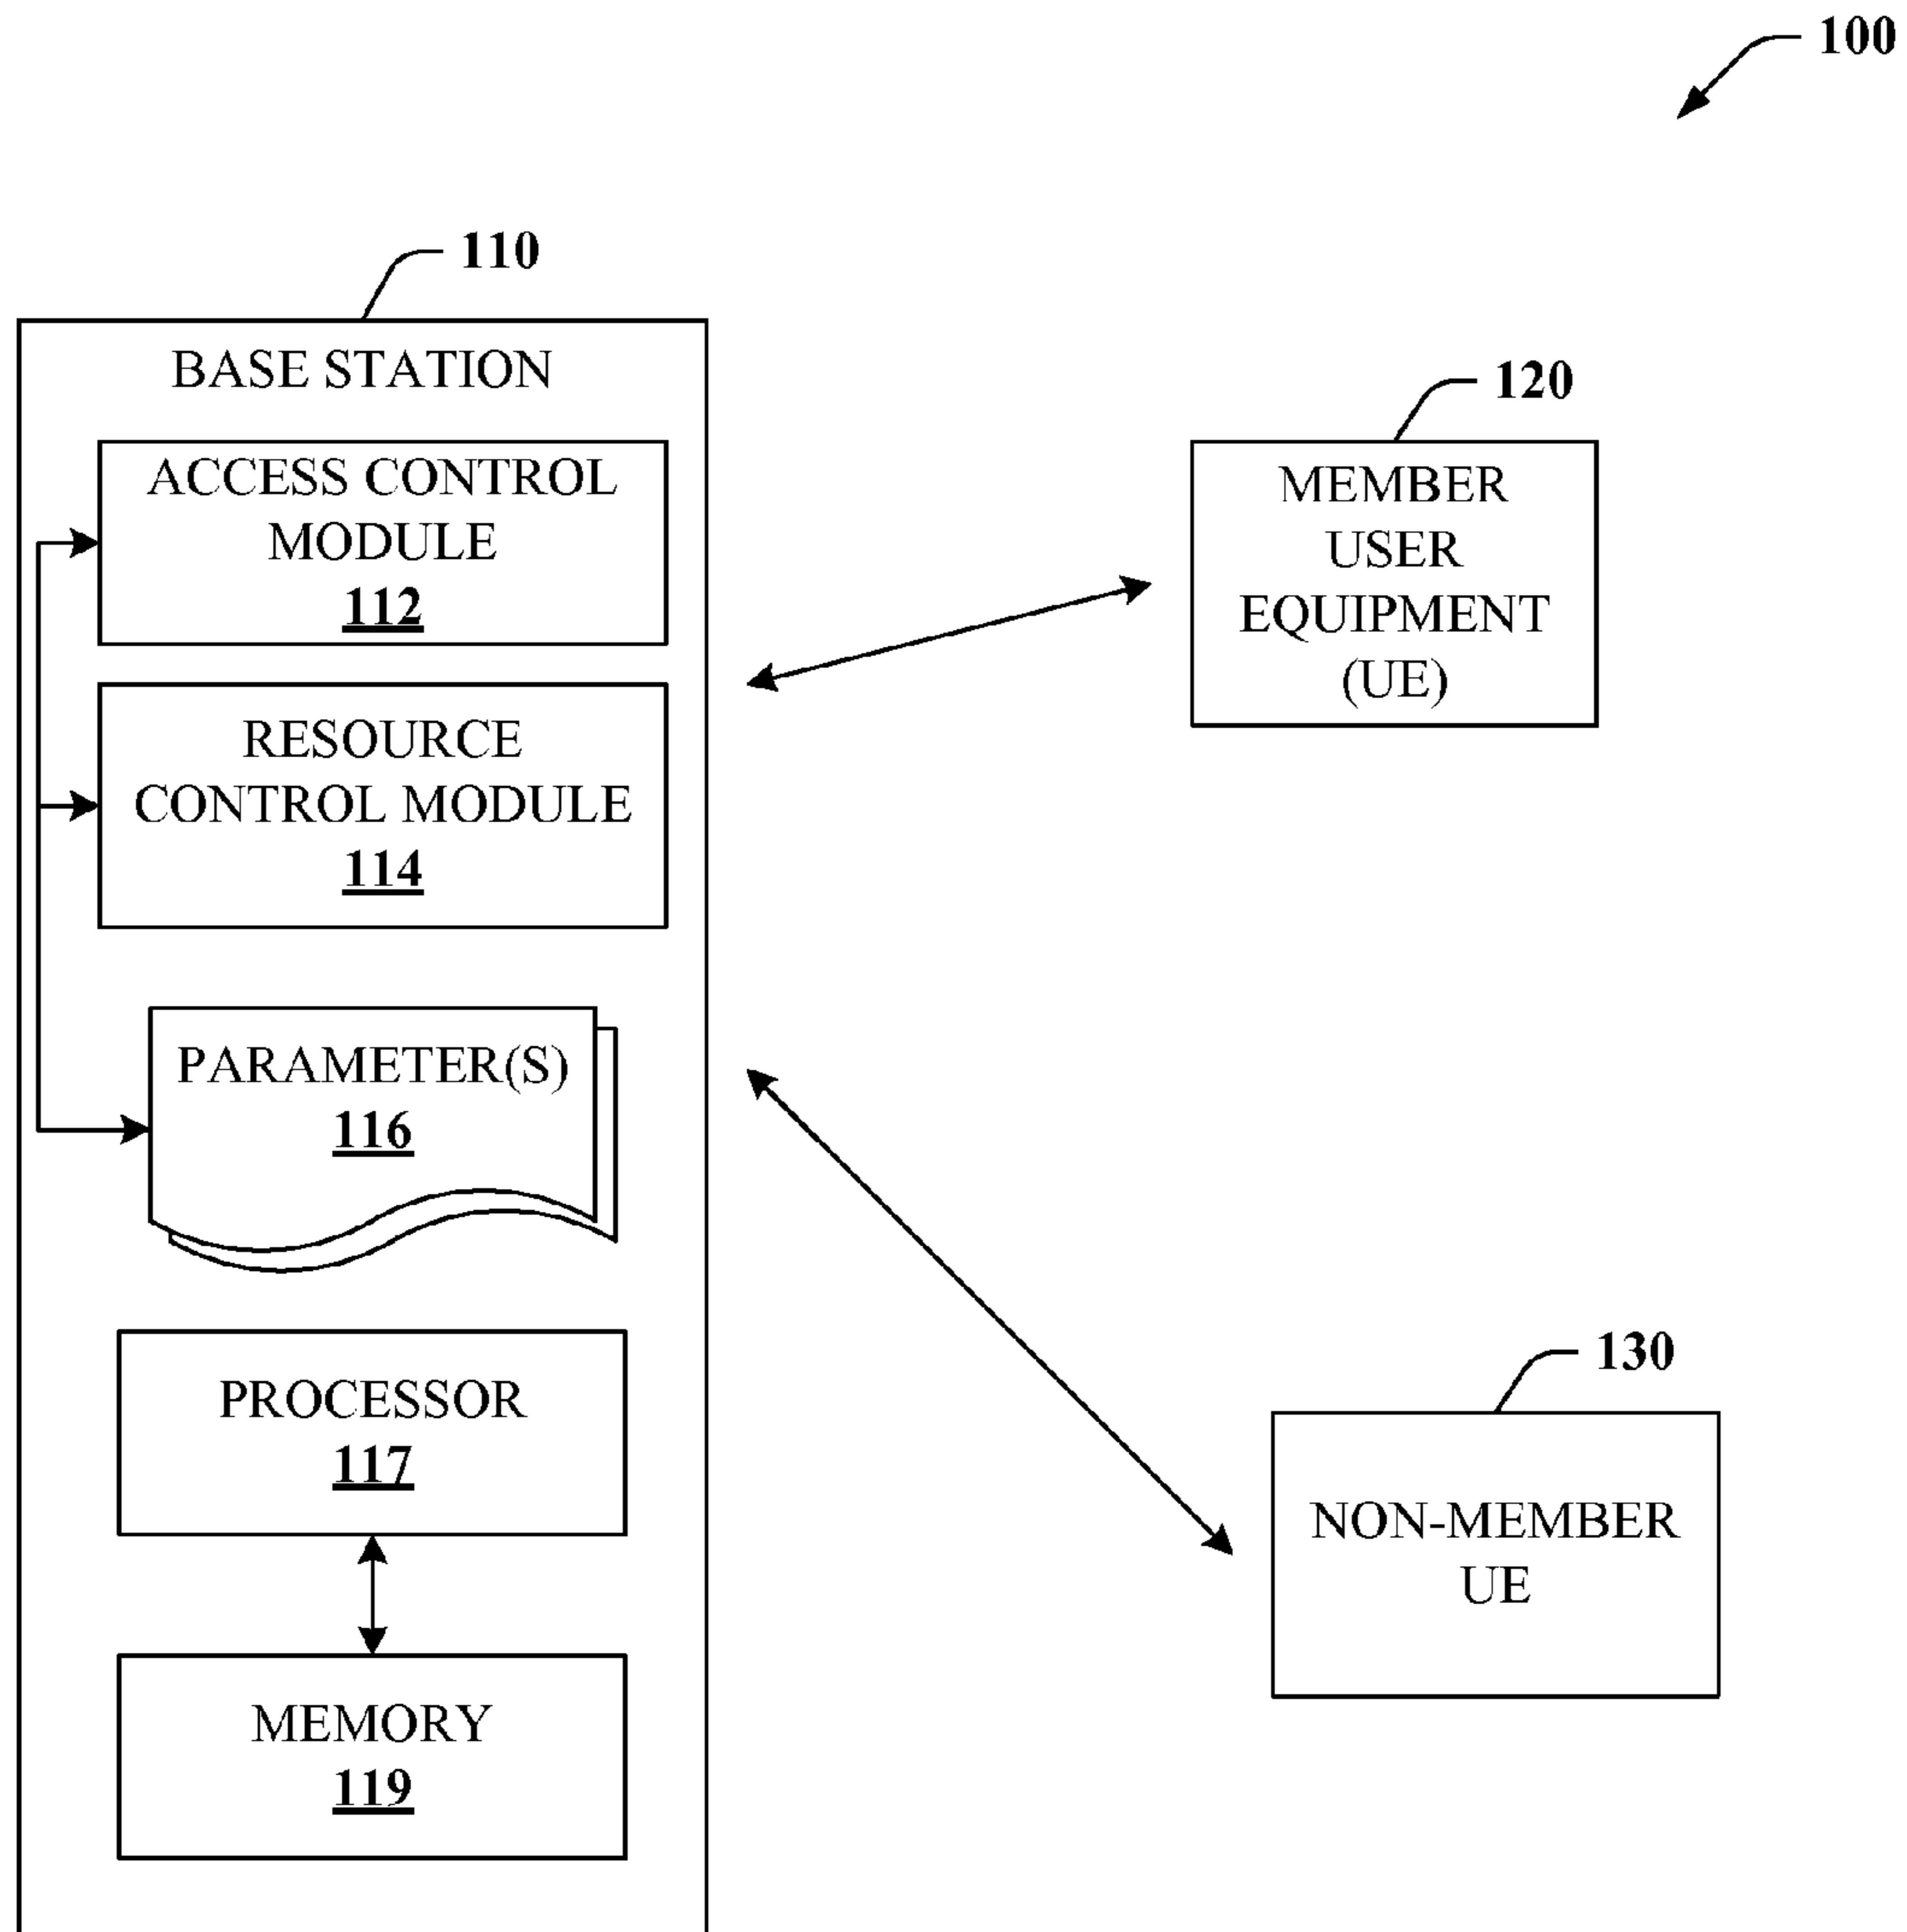 100
110
BASE STATION
ACCESS CONTROL
MODULE
112
RESOURCE
CONTROL MODULE
114
PARAMETER(S)
116
PROCESSOR
117
MEMORY
119
120
MEMBER
USER
EQUIPMENT
(UE)
130
NON-MEMBER
UE